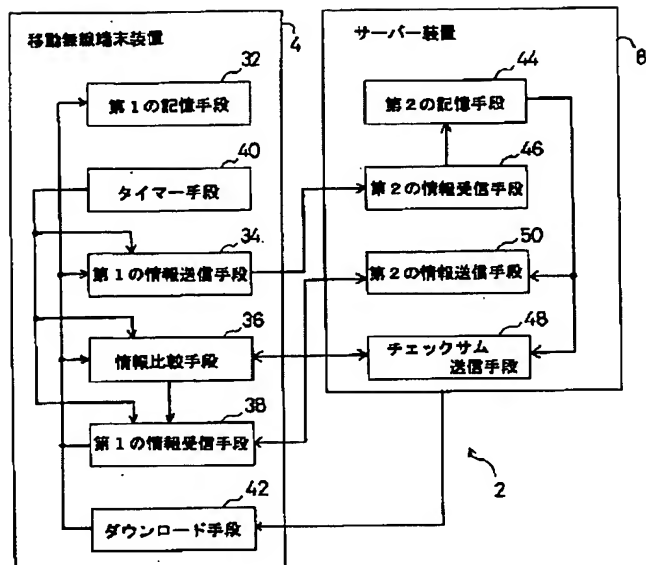 移動無線端末装置
4
32
第1の記憶手段
40
タイマー手段
34
第1の情報送信手段
36
情報比較手段
38
第1の情報受信手段
42
ダウンロード手段
サーバー装置
8
44
第2の記憶手段
46
第2の情報受信手段
50
第2の情報送信手段
48
チェックサム
送信手段
2